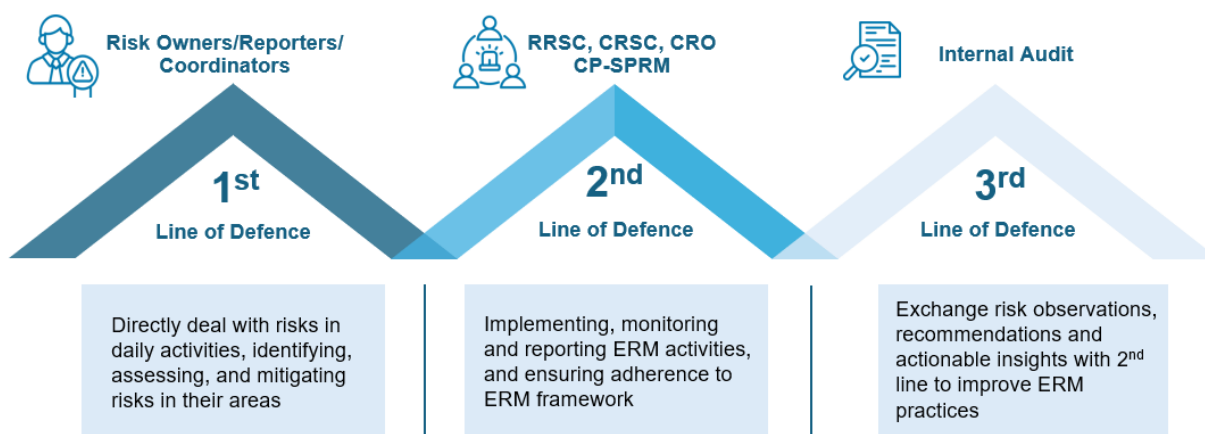 Risk Owners/Reporters/
Coordinators
1st
Line of Defence
Directly deal with risks in
daily activities, identifying,
assessing, and mitigating
risks in their areas
RRSC, CRSC, CRO
CP-SPRM
2nd
Line of Defence
Implementing, monitoring
and reporting ERM activities,
and ensuring adherence to
ERM framework
Internal Audit
3rd
Line of Defence
Exchange risk observations,
recommendations and
actionable insights with 2nd
line to improve ERM
practices